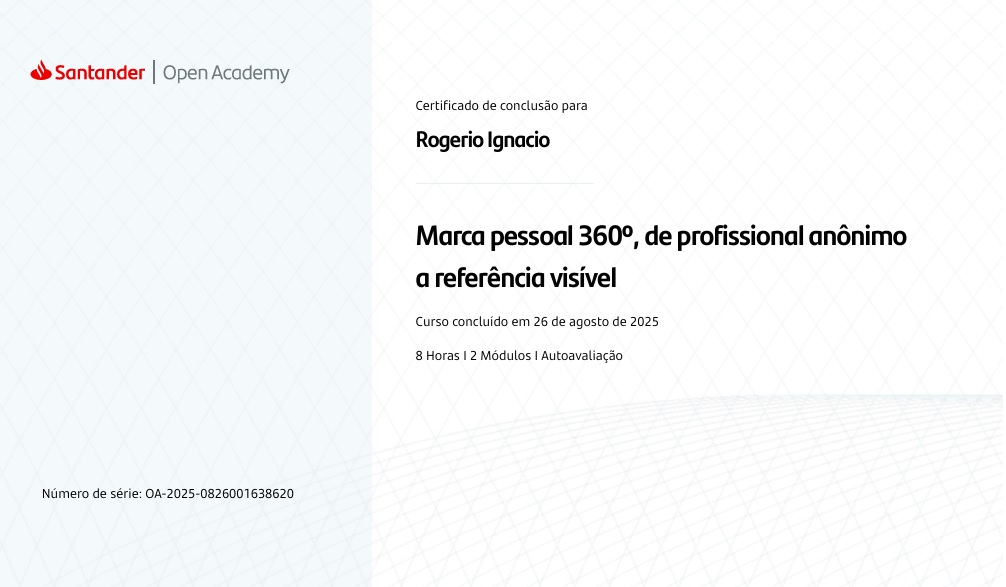 Santander | Open Academy
Certificado de conclusão para
Rogerio Ignacio
Marca pessoal 360º, de profissional anônimo
a referência visível
Curso concluído em 26 de agosto de 2025
8 Horas I 2 Módulos I Autoavaliação
Número de série: OA-2025-0826001638620